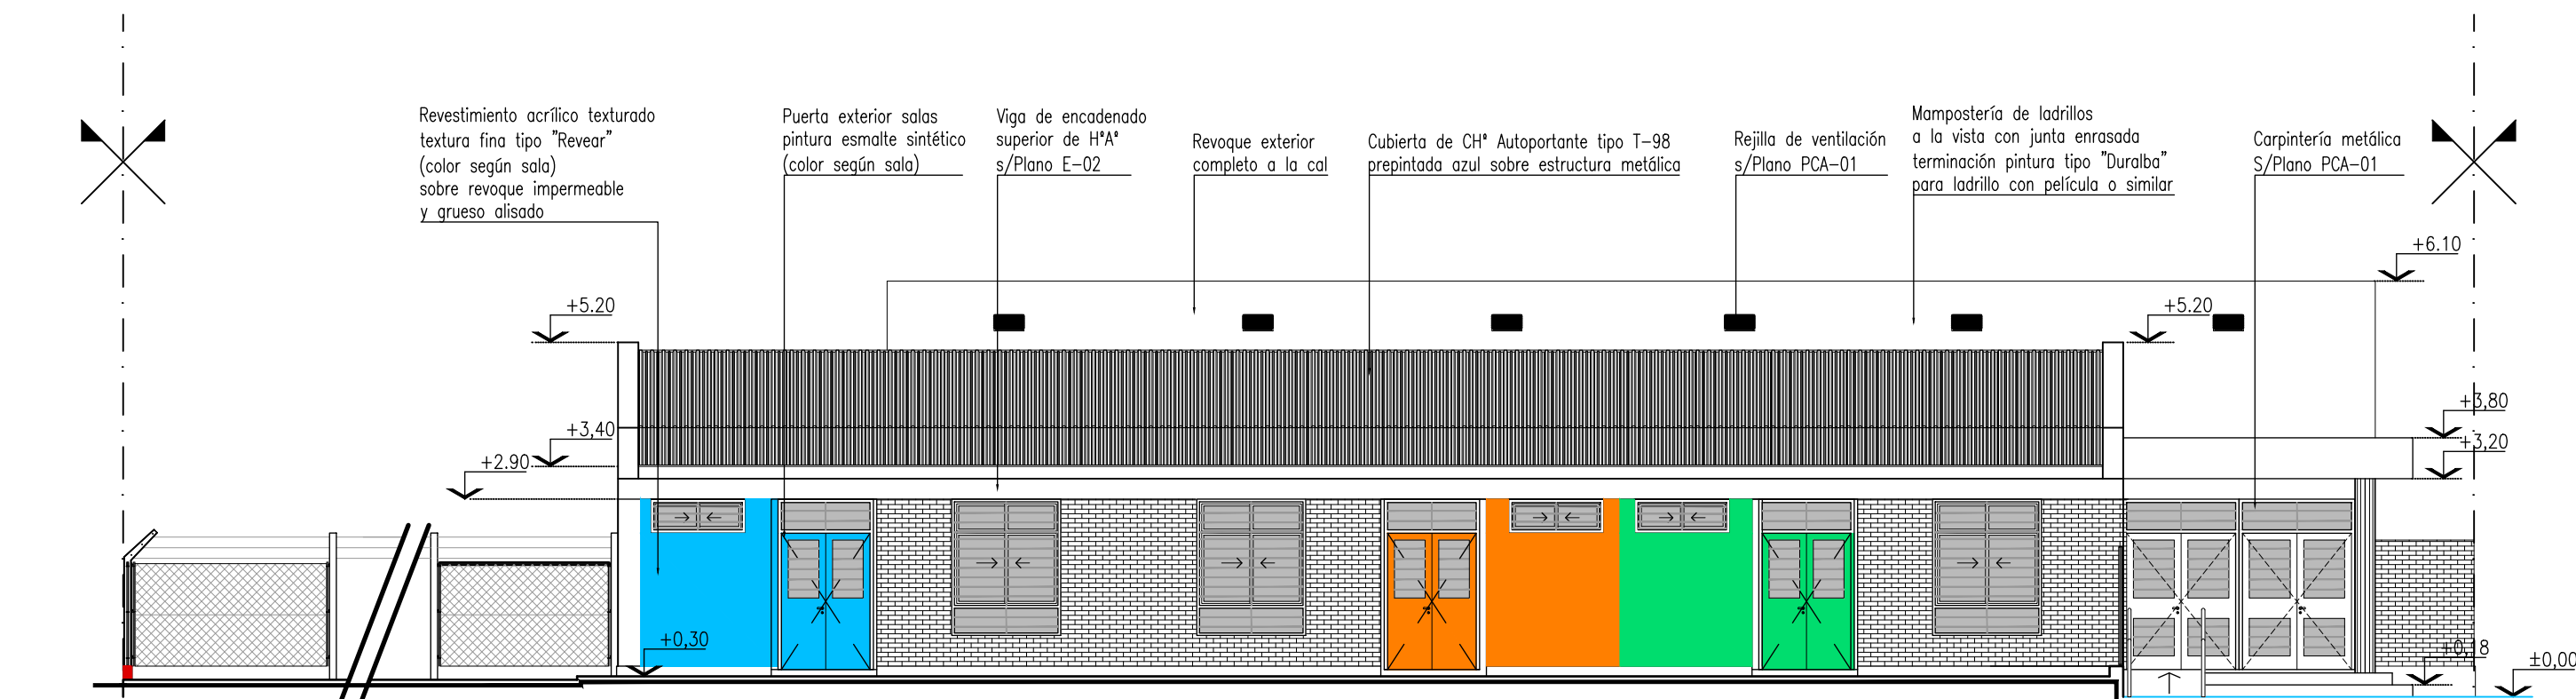 Revestimiento acrílico texturado
textura fina tipo "Revear"
(color según sala)
sobre revoque impermeable
y grueso alisado
Puerta exterior salas
pintura esmalte sintético
(color según sala)
Viga de encadenado
superior de HºAº
s/Plano E-02
Revoque exterior
completo a la cal
Cubierta de CHº Autoportante tipo T-98
prepintada azul sobre estructura metálica
Rejilla de ventilación
s/Plano PCA-01
Mampostería de ladrillos
a la vista con junta enrasada
terminación pintura tipo "Duralba"
para ladrillo con película o similar
Carpintería metálica
S/Plano PCA-01
+6.10
+5.20
+5.20
+3,80
+3,40
+3,20
+2.90
+0,30
+0,18
±0,00